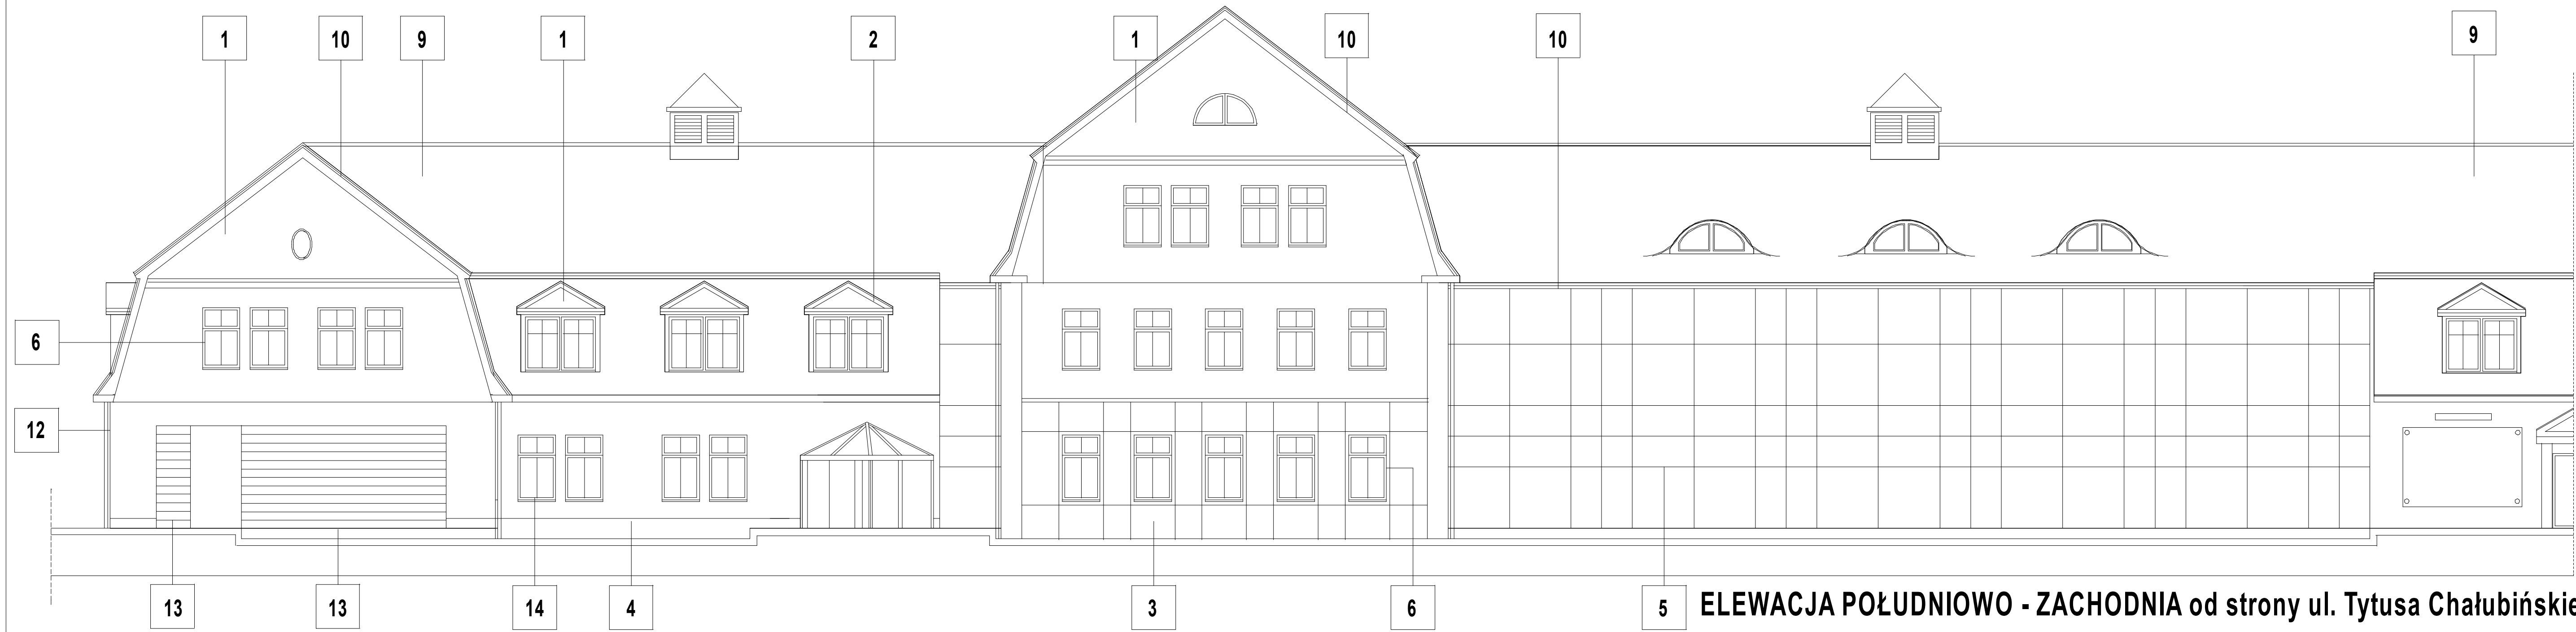 1 10 9 1 2 1 10 10 9
6
12
13 13 14 4 3 6 5
ELEWACJA POŁUDNIOWO - ZACHODNIA od strony ul. Tytusa Chałubińskie